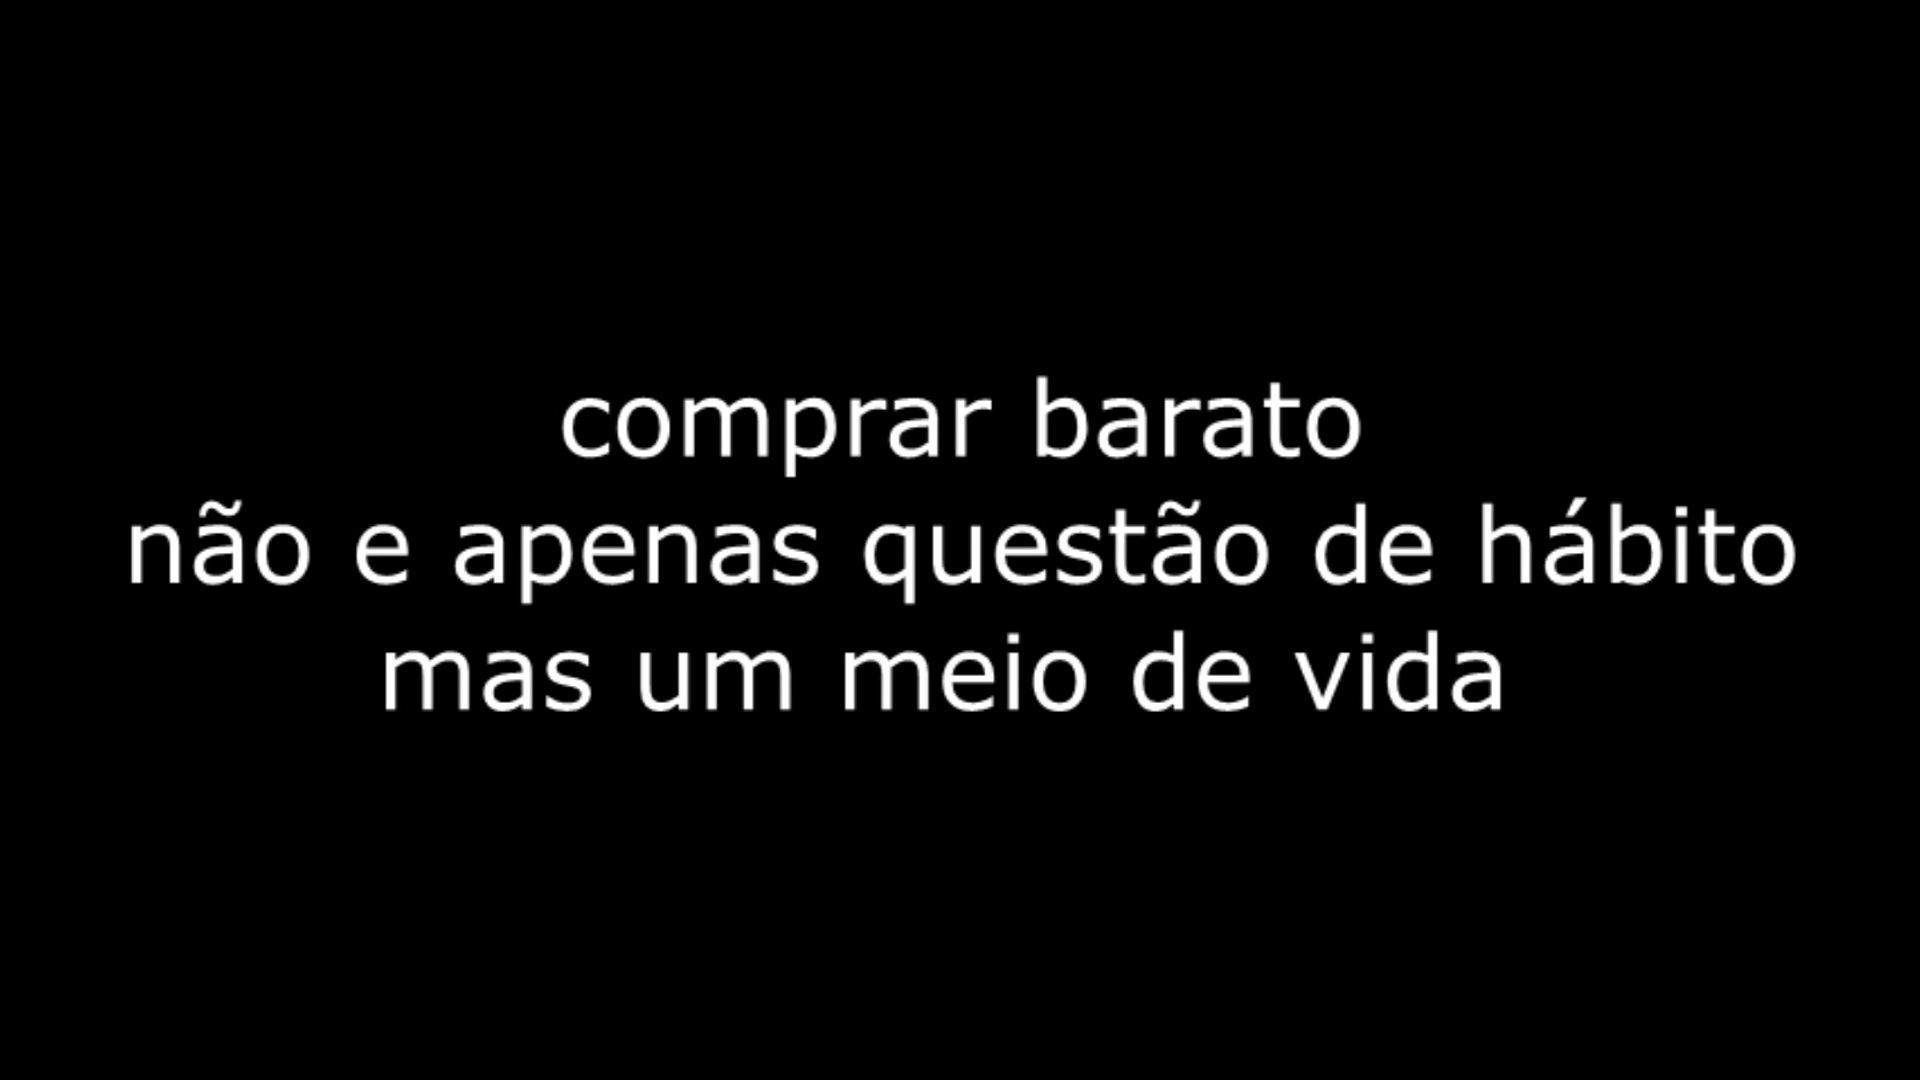 comprar barato
não e apenas questão de hábito
mas um meio de vida